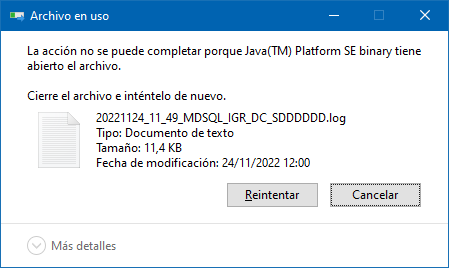 Archivo en uso
La acción no se puede completar porque Java(TM) Platform SE binary tiene
abierto el archivo.
Cierre el archivo e inténtelo de nuevo.
20221124_11_49_MDSQL_IGR_DC_SDDDDDD.log
Tipo: Documento de texto
Tamaño: 11,4 KB
Fecha de modificación: 24/11/2022 12:00
Reintentar
Cancelar
Más detalles